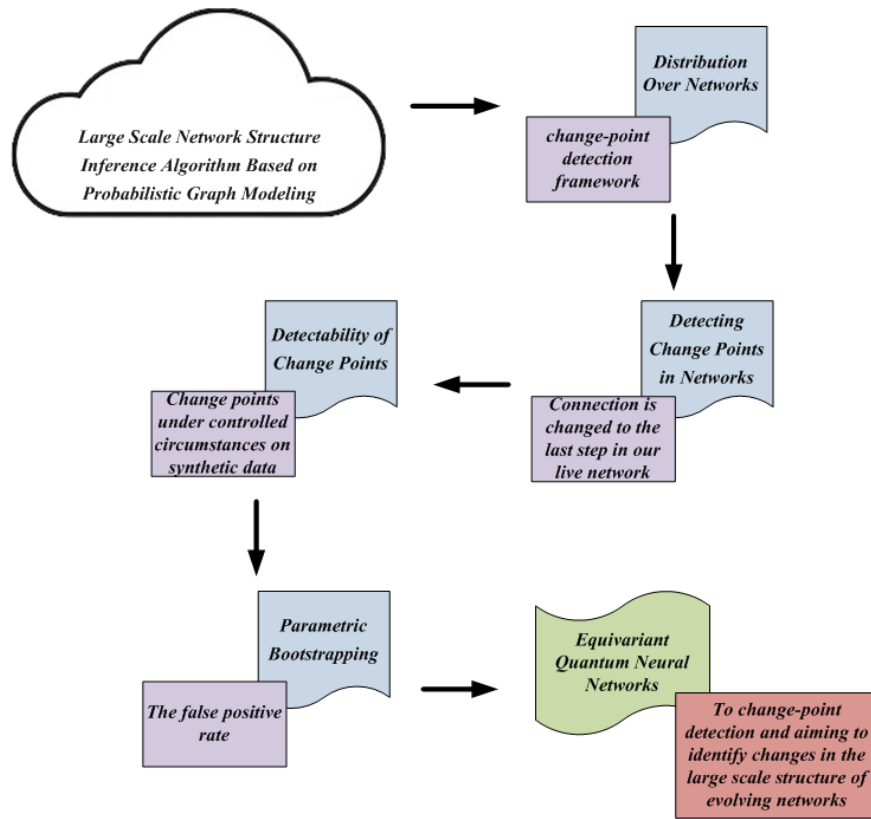 Large Scale Network Structure
Inference Algorithm Based on
Probabilistic Graph Modeling
Distribution
Over Networks
change-point
detection
framework
Detecting
Change Points
in Networks
Connection is
changed to the
last step in our
live network
Detectability of
Change Points
Change points
under controlled
circumstances on
synthetic data
Parametric
Bootstrapping
The false positive
rate
Equivariant
Quantum Neural
Networks
To change-point
detection and aiming to
identify changes in the
large scale structure of
evolving networks